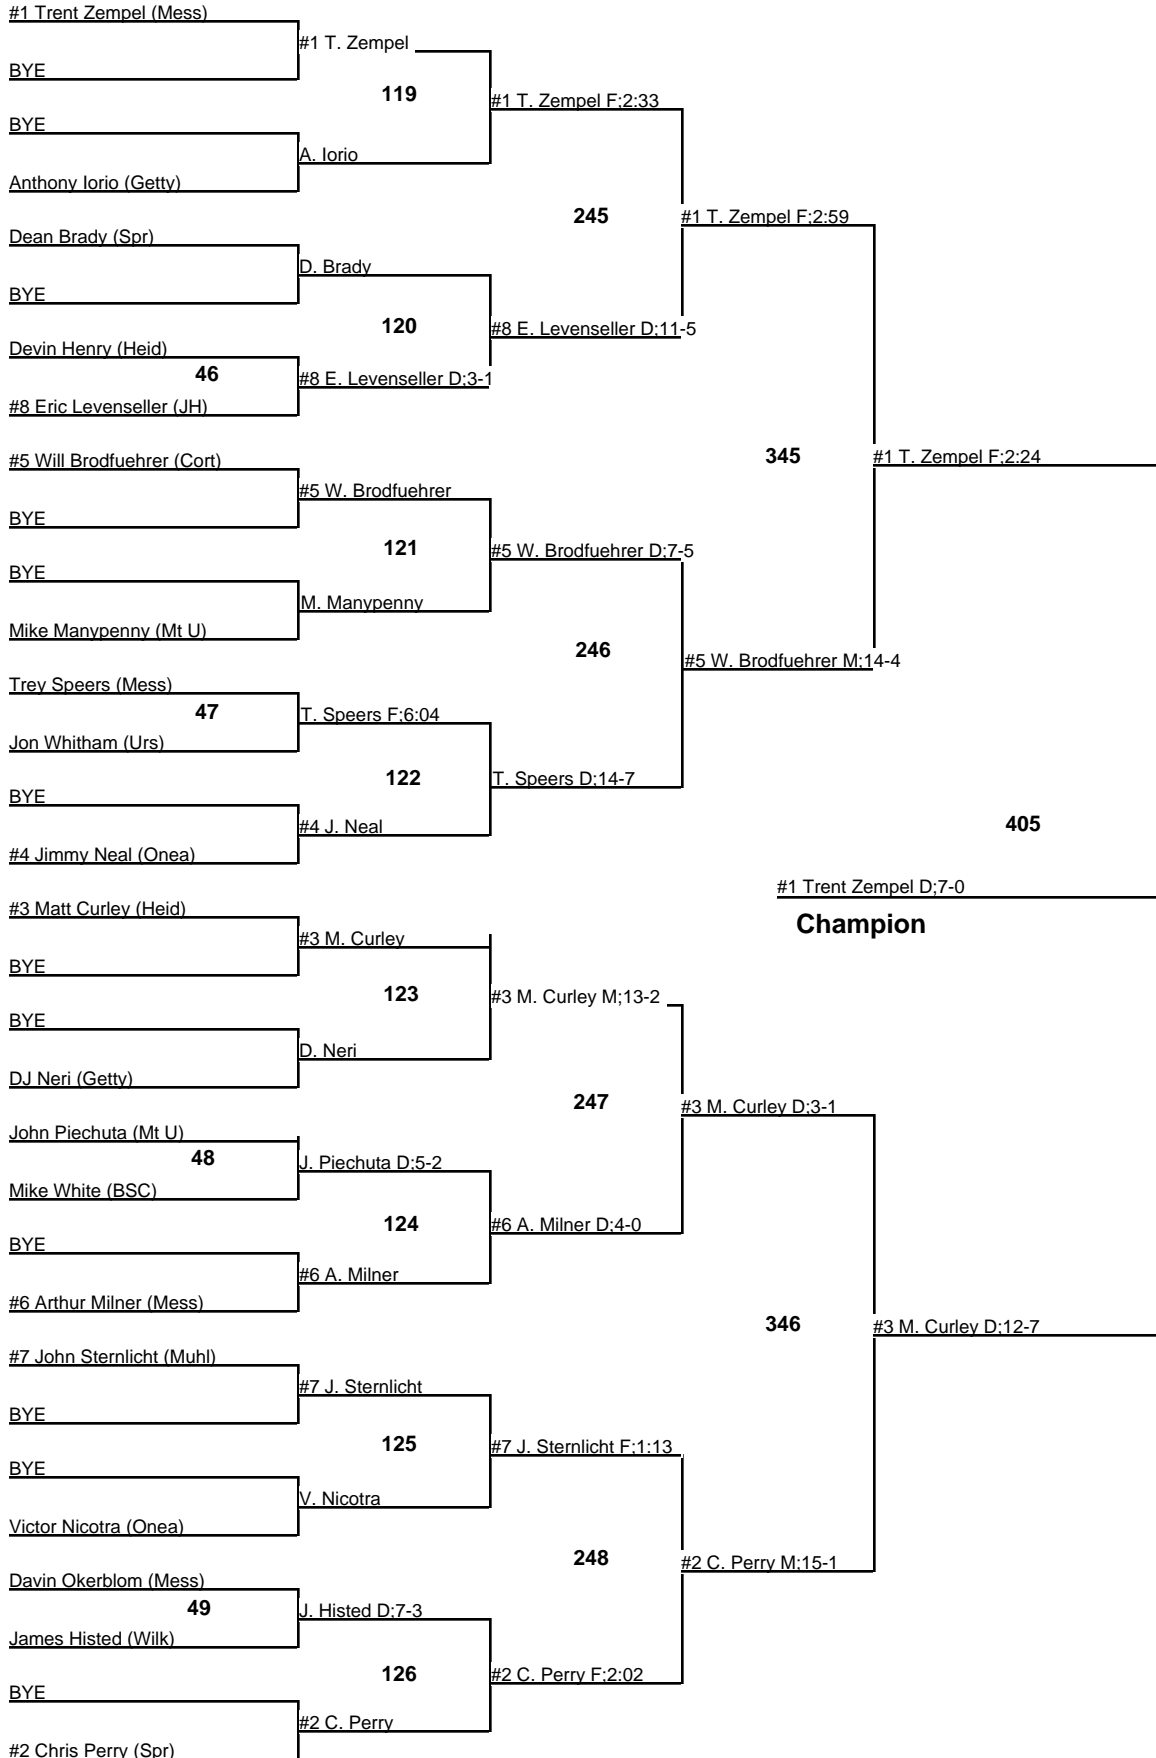 #1 Trent Zempel (Mess)
#1 T. Zempel
BYE
119
#1 T. Zempel F;2:33
BYE
A. Iorio
Anthony Iorio (Getty)
245
#1 T. Zempel F;2:59
Dean Brady (Spr)
D. Brady
BYE
120
#8 E. Levenseller D;11-5
Devin Henry (Heid)
46
#8 E. Levenseller D;3-1
#8 Eric Levenseller (JH)
345
#1 T. Zempel F;2:24
#5 Will Brodfuehrer (Cort)
#5 W. Brodfuehrer
BYE
121
#5 W. Brodfuehrer D;7-5
BYE
M. Manypenny
Mike Manypenny (Mt U)
246
#5 W. Brodfuehrer M;14-4
Trey Speers (Mess)
47
T. Speers F;6:04
Jon Whitham (Urs)
122
T. Speers D;14-7
BYE
#4 J. Neal
405
#4 Jimmy Neal (Onea)
#1 Trent Zempel D;7-0
Champion
#3 Matt Curley (Heid)
#3 M. Curley
BYE
123
#3 M. Curley M;13-2
BYE
D. Neri
DJ Neri (Getty)
247
#3 M. Curley D;3-1
John Piechuta (Mt U)
48
J. Piechuta D;5-2
Mike White (BSC)
124
#6 A. Milner D;4-0
BYE
#6 A. Milner
#6 Arthur Milner (Mess)
346
#3 M. Curley D;12-7
#7 John Sternlicht (Muhl)
#7 J. Sternlicht
BYE
125
#7 J. Sternlicht F;1:13
BYE
V. Nicotra
Victor Nicotra (Onea)
248
#2 C. Perry M;15-1
Davin Okerblom (Mess)
49
J. Histed D;7-3
James Histed (Wilk)
126
#2 C. Perry F;2:02
BYE
#2 C. Perry
#2 Chris Perry (Spr)